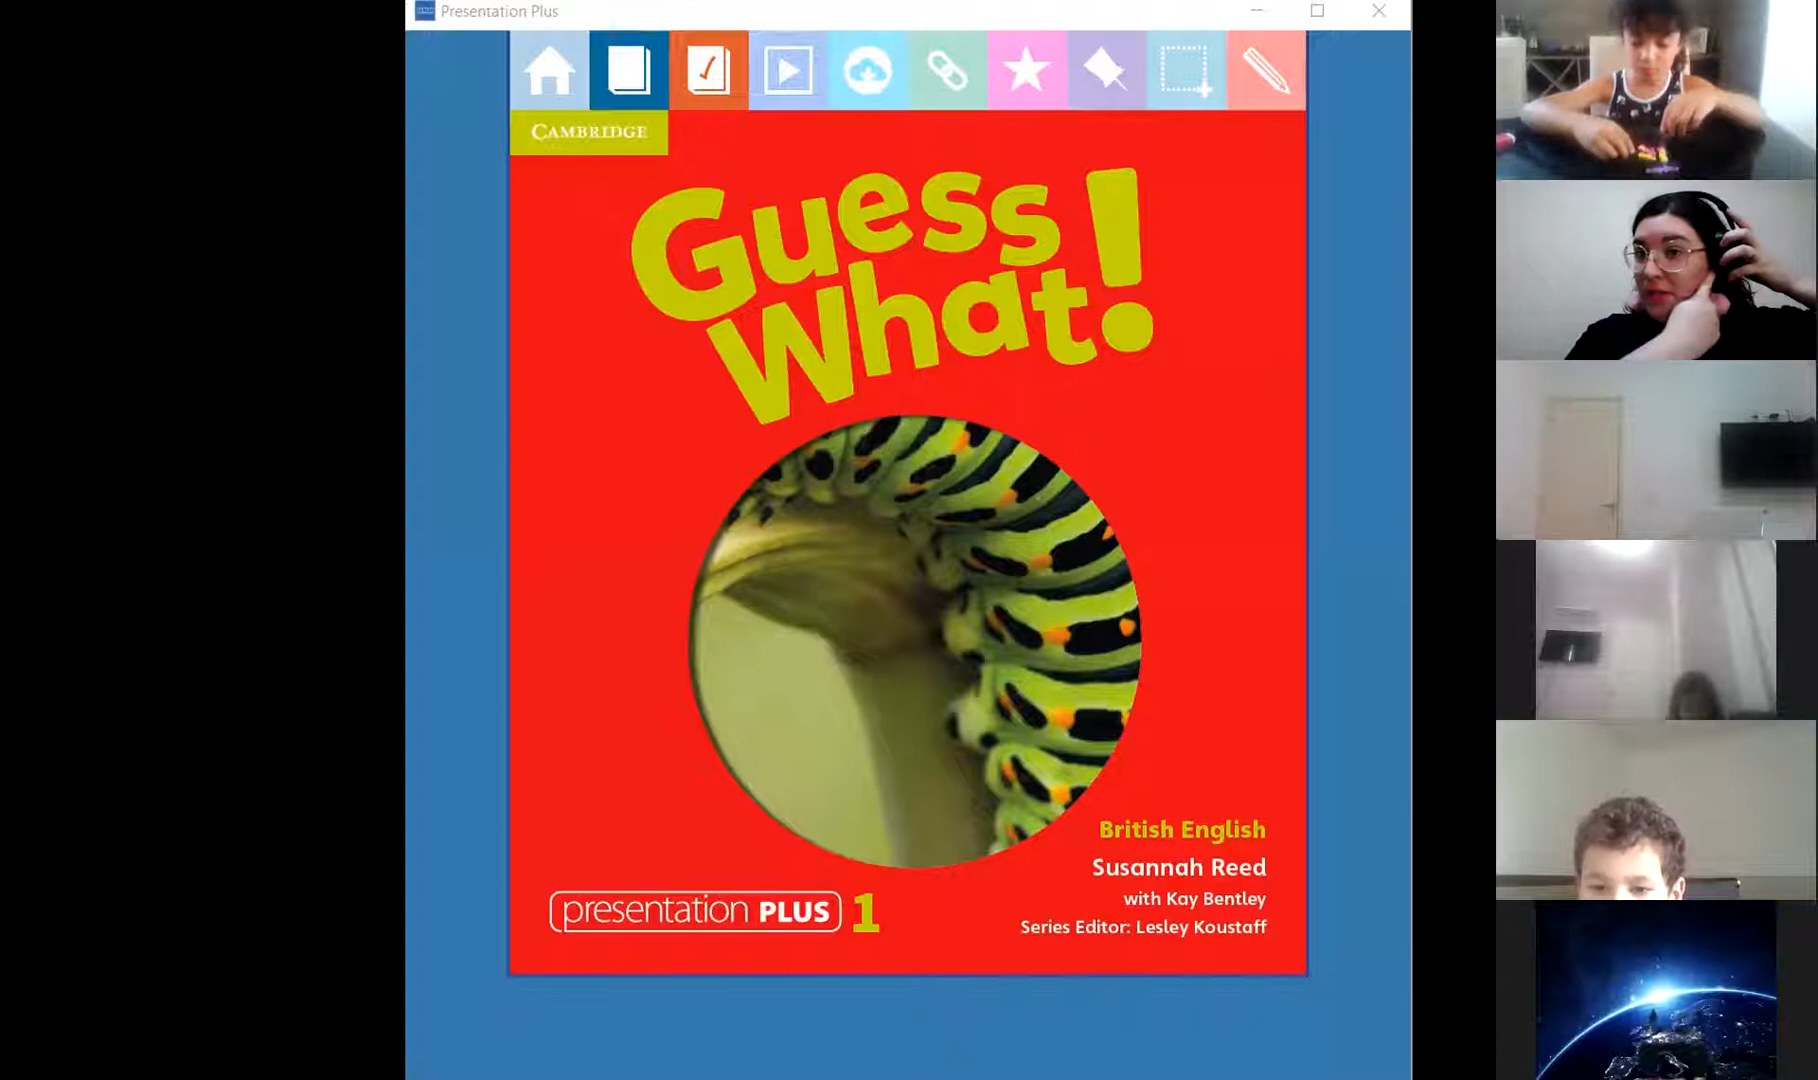 Presentation Plus
CAMBRIDGE
Guess
What!
British English
Susannah Reed
with Kay Bentley
Series Editor: Lesley Koustaff
presentation PLUS 1